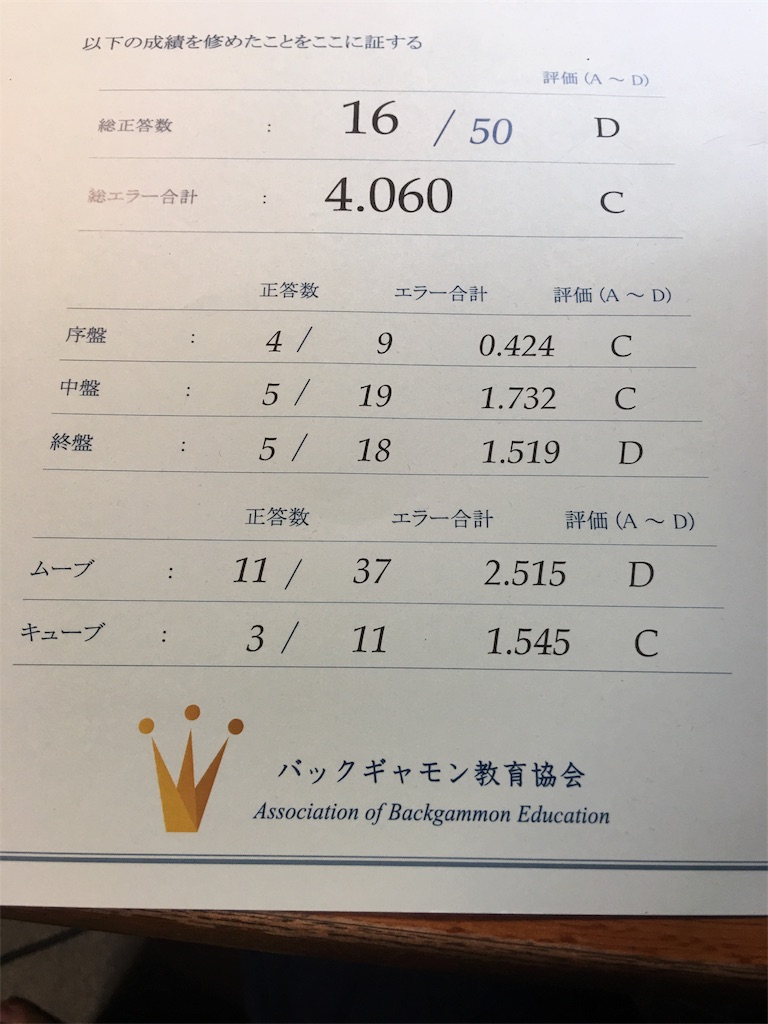 以下の成績を修めたことをここに証する
評価（A ～ D）
総正答数 : 16 / 50 D
総エラー合計 : 4.060 C
正答数 エラー合計 評価（A ～ D）
序盤 : 4 / 9 0.424 C
中盤 : 5 / 19 1.732 C
終盤 : 5 / 18 1.519 D
正答数 エラー合計 評価（A ～ D）
ムーブ : 11 / 37 2.515 D
キューブ : 3 / 11 1.545 C
バックギャモン教育協会
Association of Backgammon Education